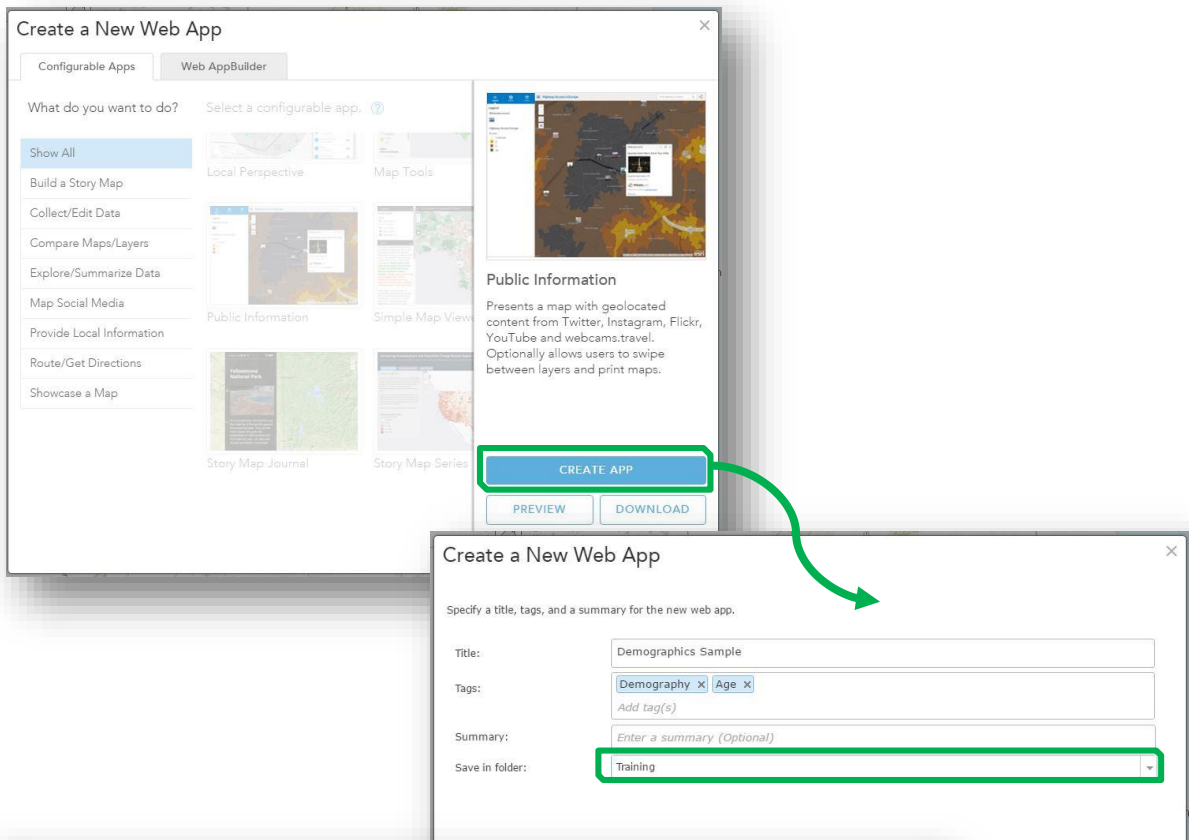 Create a New Web App
×
Configurable Apps
Web AppBuilder
What do you want to do?
Select a configurable app. ?
Show All
Build a Story Map
Collect/Edit Data
Compare Maps/Layers
Explore/Summarize Data
Map Social Media
Provide Local Information
Route/Get Directions
Showcase a Map
Local Perspective
Map Tools
Public Information
Simple Map View
Yellowstone
National Park
Story Map Journal
Story Map Series
esri
Public Information
Presents a map with geolocated
content from Twitter, Instagram, Flickr,
YouTube and webcams.travel.
Optionally allows users to swipe
between layers and print maps.
CREATE APP
PREVIEW
DOWNLOAD
Create a New Web App
×
Specify a title, tags, and a summary for the new web app.
Title:
Demographics Sample
Tags:
Demography × Age ×
Add tag(s)
Summary:
Enter a summary (Optional)
Save in folder:
Training